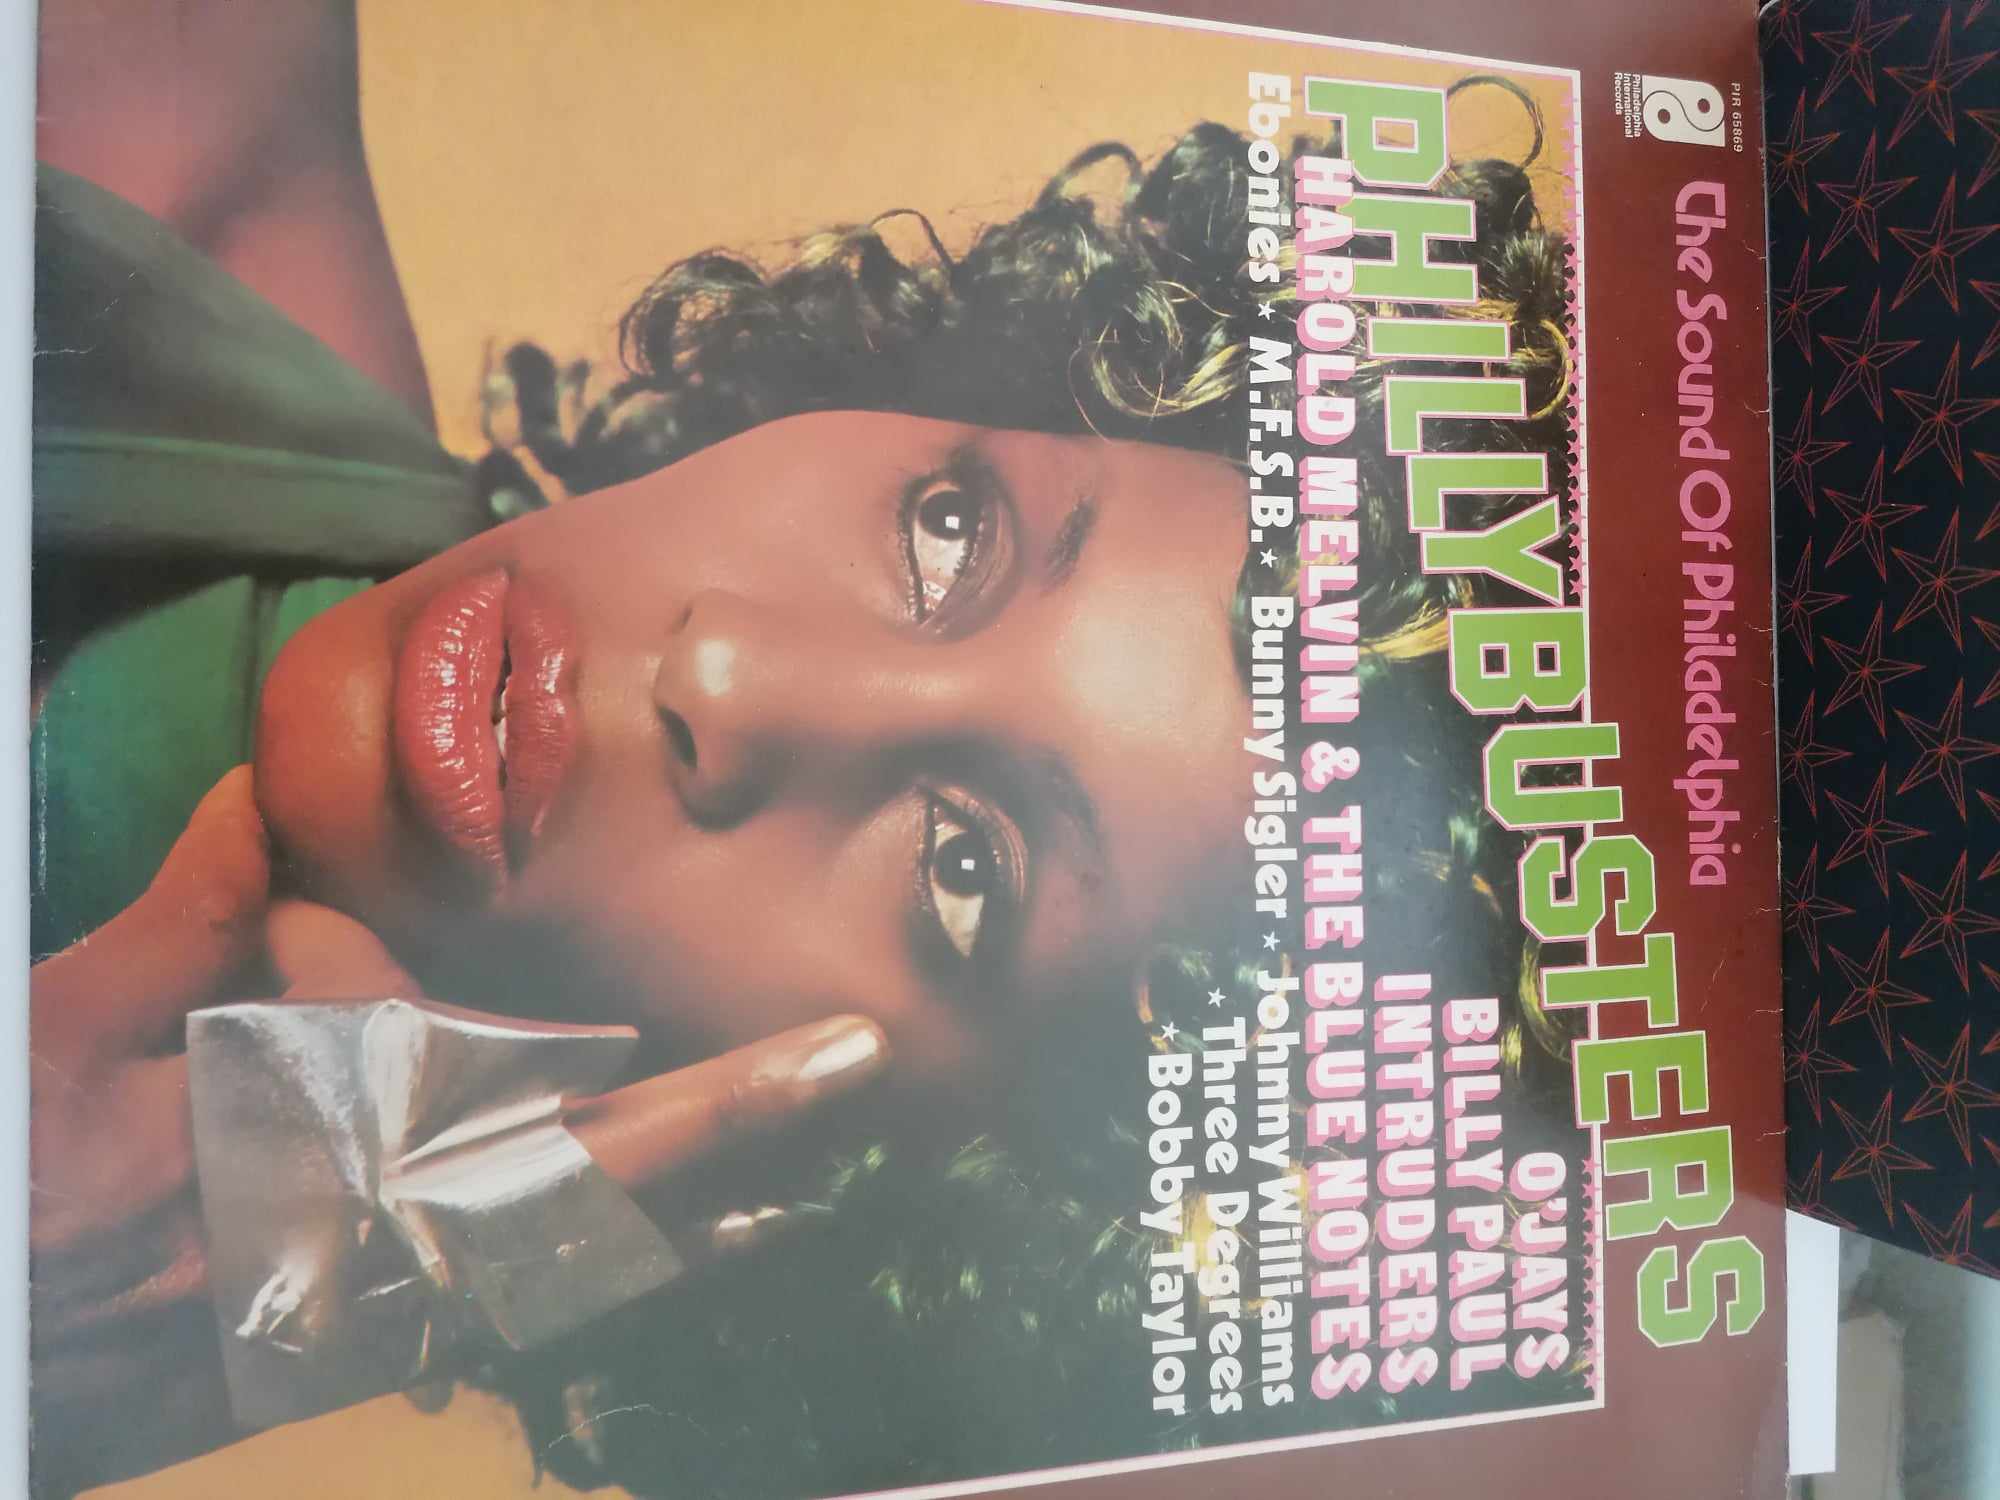 PIR 65869
Philadelphia
International
Records
The Sound Of Philadelphia
PHILLYBUSTERS
O'JAYS
BILLY PAUL
INTRUDERS
HAROLD MELVIN & THE BLUE NOTES
Ebonies ★ M.F.S.B. ★ Bunny Sigler ★ Johnny Williams
★ Three Degrees
★ Bobby Taylor